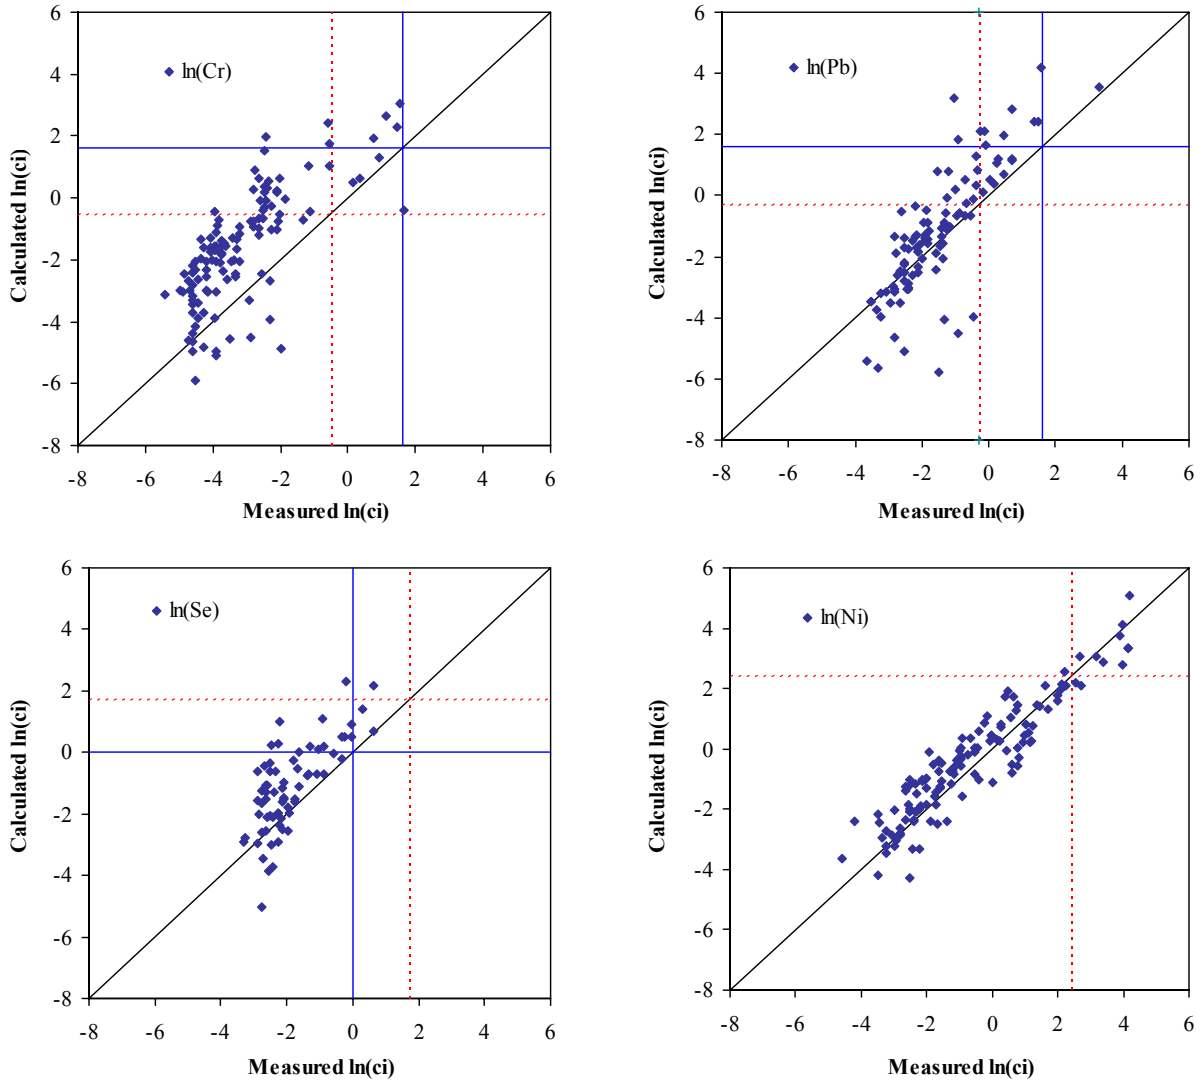 6
4
2
0
-2
-4
-6
-8
Calculated ln(ci)
ln(Cr)
-8 -6 -4 -2 0 2 4 6
Measured ln(ci)
6
4
2
0
-2
-4
-6
-8
Calculated ln(ci)
ln(Pb)
-8 -6 -4 -2 0 2 4 6
Measured ln(ci)
6
4
2
0
-2
-4
-6
-8
Calculated ln(ci)
ln(Se)
-8 -6 -4 -2 0 2 4 6
Measured ln(ci)
6
4
2
0
-2
-4
-6
-8
Calculated ln(ci)
ln(Ni)
-8 -6 -4 -2 0 2 4 6
Measured ln(ci)